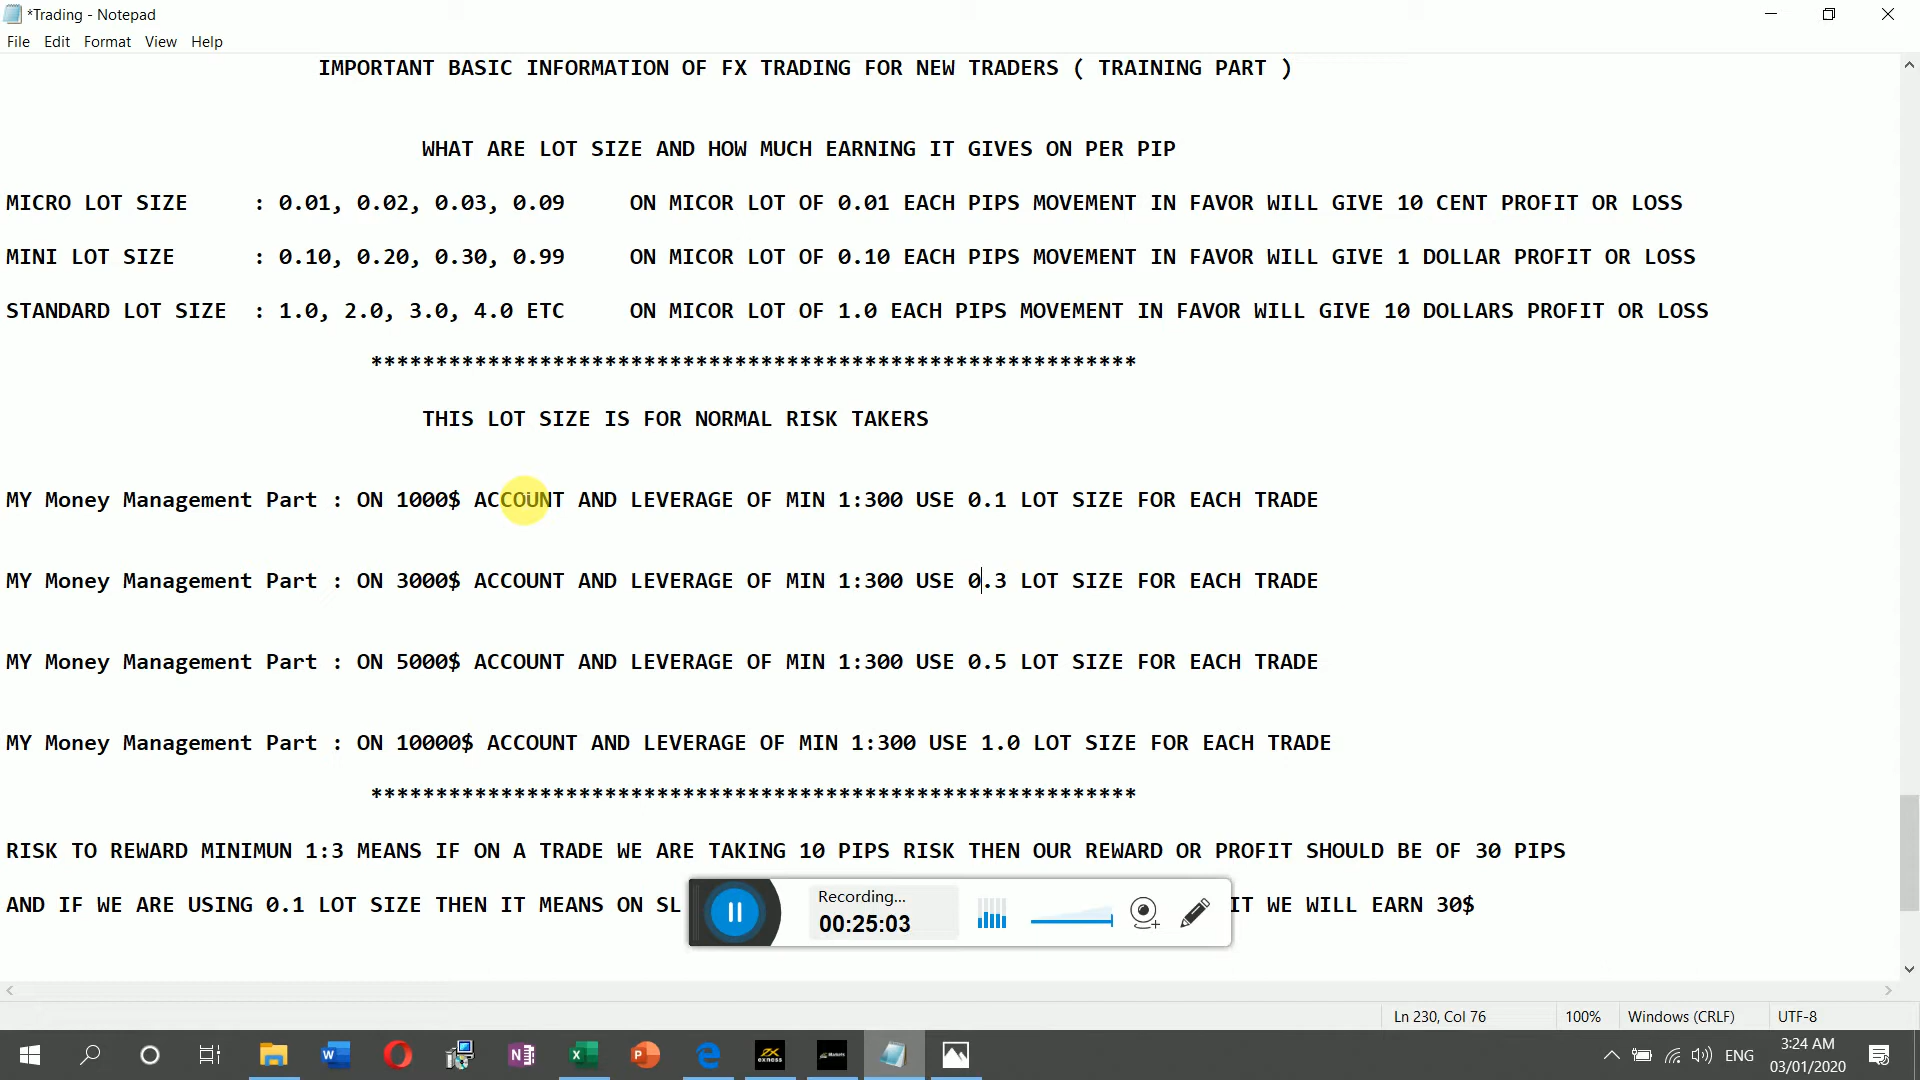 *Trading - Notepad
File Edit Format View Help
IMPORTANT BASIC INFORMATION OF FX TRADING FOR NEW TRADERS ( TRAINING PART )
WHAT ARE LOT SIZE AND HOW MUCH EARNING IT GIVES ON PER PIP
MICRO LOT SIZE : 0.01, 0.02, 0.03, 0.09 ON MICOR LOT OF 0.01 EACH PIPS MOVEMENT IN FAVOR WILL GIVE 10 CENT PROFIT OR LOSS
MINI LOT SIZE : 0.10, 0.20, 0.30, 0.99 ON MICOR LOT OF 0.10 EACH PIPS MOVEMENT IN FAVOR WILL GIVE 1 DOLLAR PROFIT OR LOSS
STANDARD LOT SIZE : 1.0, 2.0, 3.0, 4.0 ETC ON MICOR LOT OF 1.0 EACH PIPS MOVEMENT IN FAVOR WILL GIVE 10 DOLLARS PROFIT OR LOSS
***********************************************************
THIS LOT SIZE IS FOR NORMAL RISK TAKERS
MY Money Management Part : ON 1000$ ACCOUNT AND LEVERAGE OF MIN 1:300 USE 0.1 LOT SIZE FOR EACH TRADE
MY Money Management Part : ON 3000$ ACCOUNT AND LEVERAGE OF MIN 1:300 USE 0.3 LOT SIZE FOR EACH TRADE
MY Money Management Part : ON 5000$ ACCOUNT AND LEVERAGE OF MIN 1:300 USE 0.5 LOT SIZE FOR EACH TRADE
MY Money Management Part : ON 10000$ ACCOUNT AND LEVERAGE OF MIN 1:300 USE 1.0 LOT SIZE FOR EACH TRADE
***********************************************************
RISK TO REWARD MINIMUN 1:3 MEANS IF ON A TRADE WE ARE TAKING 10 PIPS RISK THEN OUR REWARD OR PROFIT SHOULD BE OF 30 PIPS
AND IF WE ARE USING 0.1 LOT SIZE THEN IT MEANS ON SL IT WE WILL EARN 30$
Recording...
00:25:03
Ln 230, Col 76 100% Windows (CRLF) UTF-8
exness
ENG
3:24 AM
03/01/2020